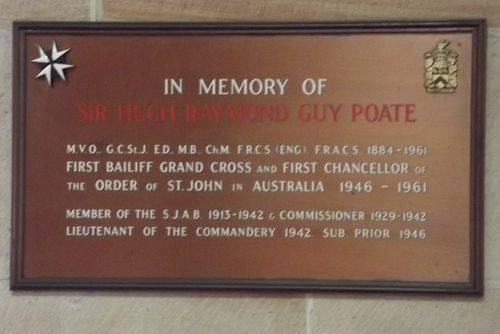 IN MEMORY OF
SIR HUGH RAYMOND GUY POATE
M.V.O., G.C.St.J. E.D., M.B., Ch.M. F.R.C.S. (ENG.) F.R.A.C.S. 1884-1961
FIRST BAILIFF GRAND CROSS AND FIRST CHANCELLOR OF
THE ORDER OF ST. JOHN IN AUSTRALIA 1946 - 1961
MEMBER OF THE S.J.A.B. 1913-1942 & COMMISSIONER 1929-1942
LIEUTENANT OF THE COMMANDERY 1942. SUB PRIOR 1946